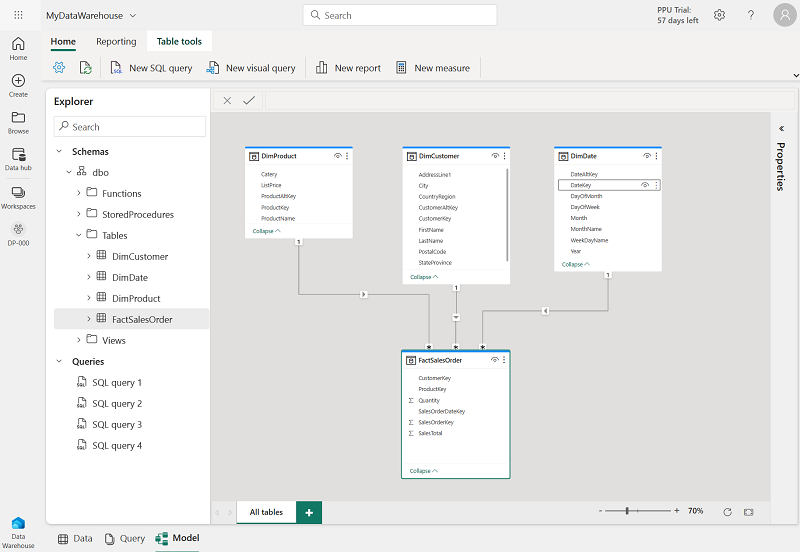 MyDataWarehouse
Search
PPU Trial:
57 days left
Home
Reporting
Table tools
New SQL query
New visual query
New report
New measure
Home
Create
Browse
Data hub
Workspaces
DP-000
Data
Warehouse
Explorer
Search
Schemas
dbo
Functions
StoredProcedures
Tables
DimCustomer
DimDate
DimProduct
FactSalesOrder
Views
Queries
SQL query 1
SQL query 2
SQL query 3
SQL query 4
DimProduct
Catery
ListPrice
ProductAltKey
ProductKey
ProductName
Collapse
1
DimCustomer
AddressLine1
City
CountryRegion
CustomerAltKey
CustomerKey
FirstName
LastName
PostalCode
StateProvince
Collapse
1
DimDate
DateAltKey
DateKey
DayOfMonth
DayOfWeek
Month
MonthName
WeekDayName
Year
Collapse
1
* * *
FactSalesOrder
CustomerKey
ProductKey
Σ Quantity
SalesOrderDateKey
Σ SalesOrderKey
Σ SalesTotal
Collapse
Properties
All tables
+
- + 70%
Data
Query
Model